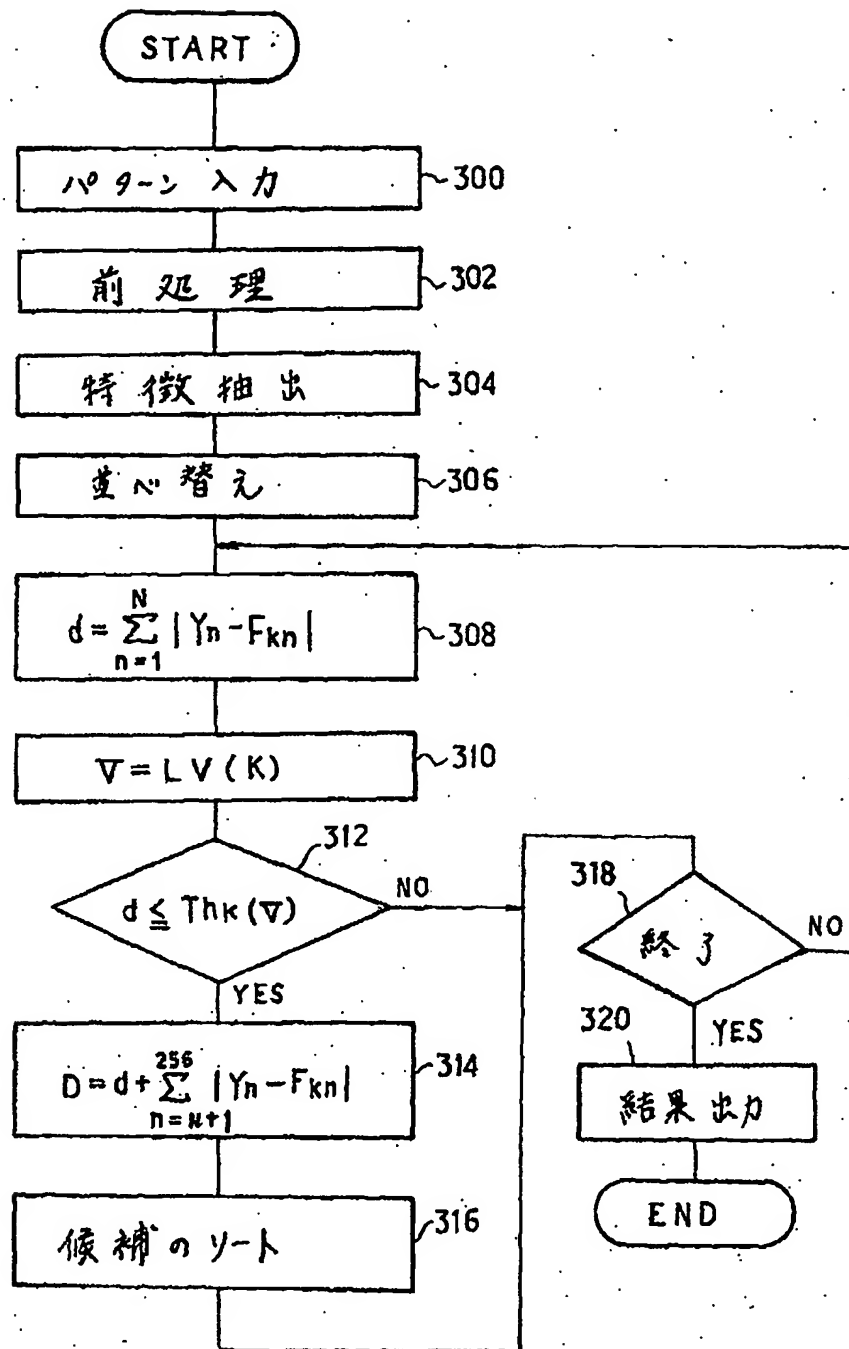 START
パターン 入力
300
前処理
302
特徴抽出
304
並べ替え
306
d = \sum_{n=1}^{N} | Yn - Fkn |
308
V = LV(K)
310
312
d ≦ Thk(V)
NO
YES
D = d + \sum_{n=N+1}^{256} | Yn - Fkn |
314
候補のソート
316
318
終了
NO
YES
320
結果出力
END